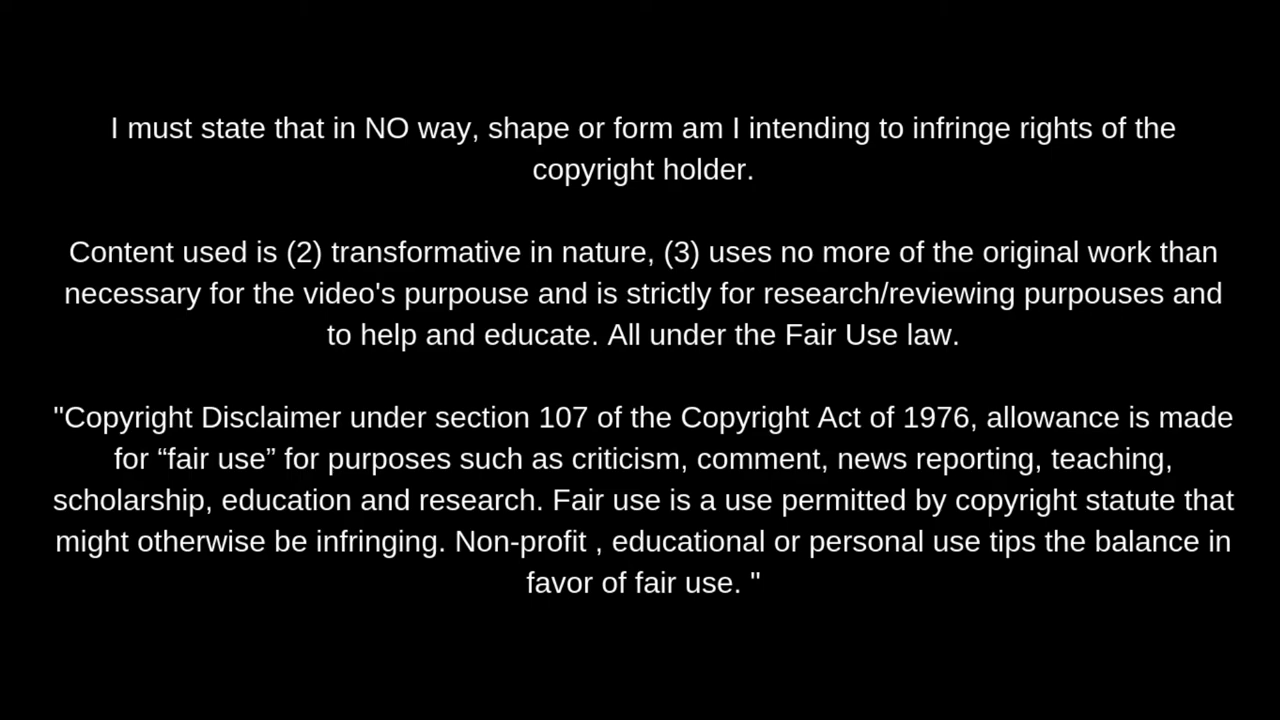 I must state that in NO way, shape or form am I intending to infringe rights of the
copyright holder.
Content used is (2) transformative in nature, (3) uses no more of the original work than
necessary for the video's purpouse and is strictly for research/reviewing purpouses and
to help and educate. All under the Fair Use law.
"Copyright Disclaimer under section 107 of the Copyright Act of 1976, allowance is made
for “fair use” for purposes such as criticism, comment, news reporting, teaching,
scholarship, education and research. Fair use is a use permitted by copyright statute that
might otherwise be infringing. Non-profit , educational or personal use tips the balance in
favor of fair use. "